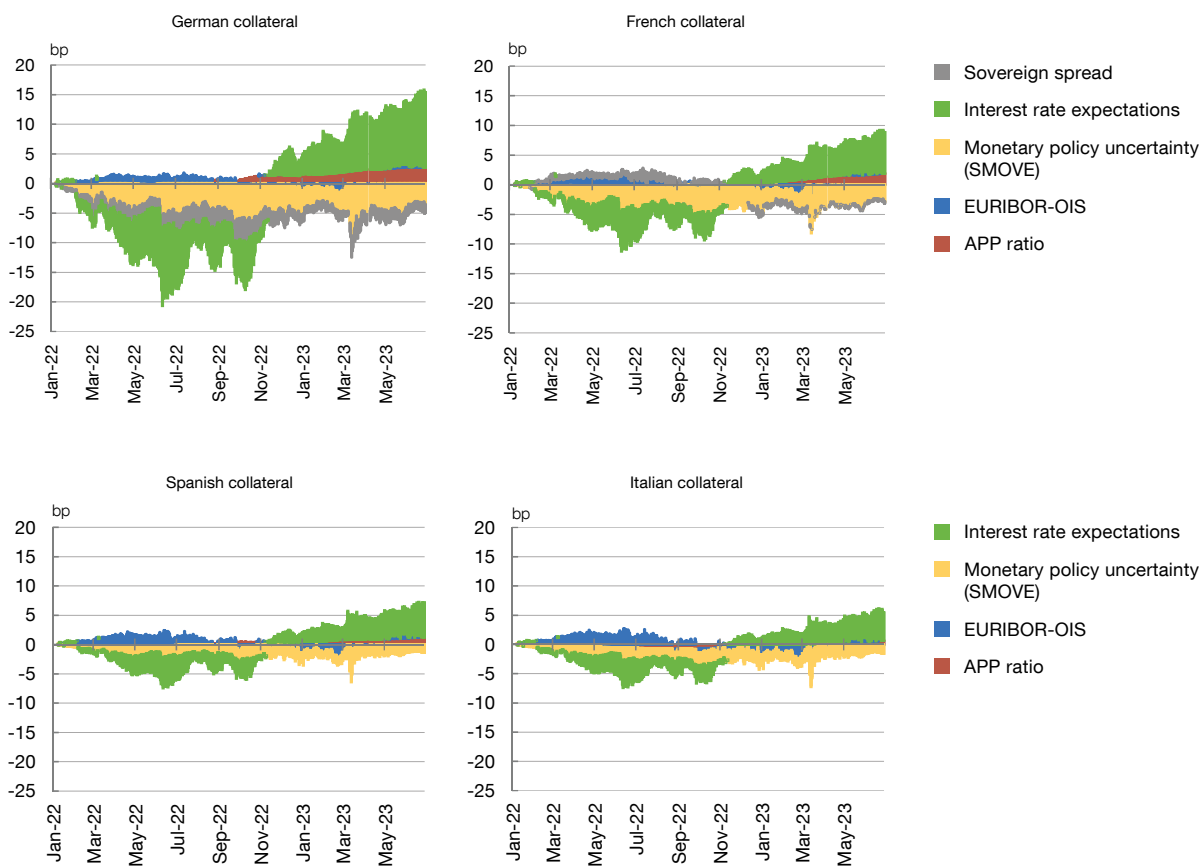 German collateral
bp
20
15
10
5
0
-5
-10
-15
-20
-25
Jan-22
Mar-22
May-22
Jul-22
Sep-22
Nov-22
Jan-23
Mar-23
May-23
French collateral
bp
20
15
10
5
0
-5
-10
-15
-20
-25
Jan-22
Mar-22
May-22
Jul-22
Sep-22
Nov-22
Jan-23
Mar-23
May-23
Sovereign spread
Interest rate expectations
Monetary policy uncertainty
(SMOVE)
EURIBOR-OIS
APP ratio
Spanish collateral
bp
20
15
10
5
0
-5
-10
-15
-20
-25
Jan-22
Mar-22
May-22
Jul-22
Sep-22
Nov-22
Jan-23
Mar-23
May-23
Italian collateral
bp
20
15
10
5
0
-5
-10
-15
-20
-25
Jan-22
Mar-22
May-22
Jul-22
Sep-22
Nov-22
Jan-23
Mar-23
May-23
Interest rate expectations
Monetary policy uncertainty
(SMOVE)
EURIBOR-OIS
APP ratio